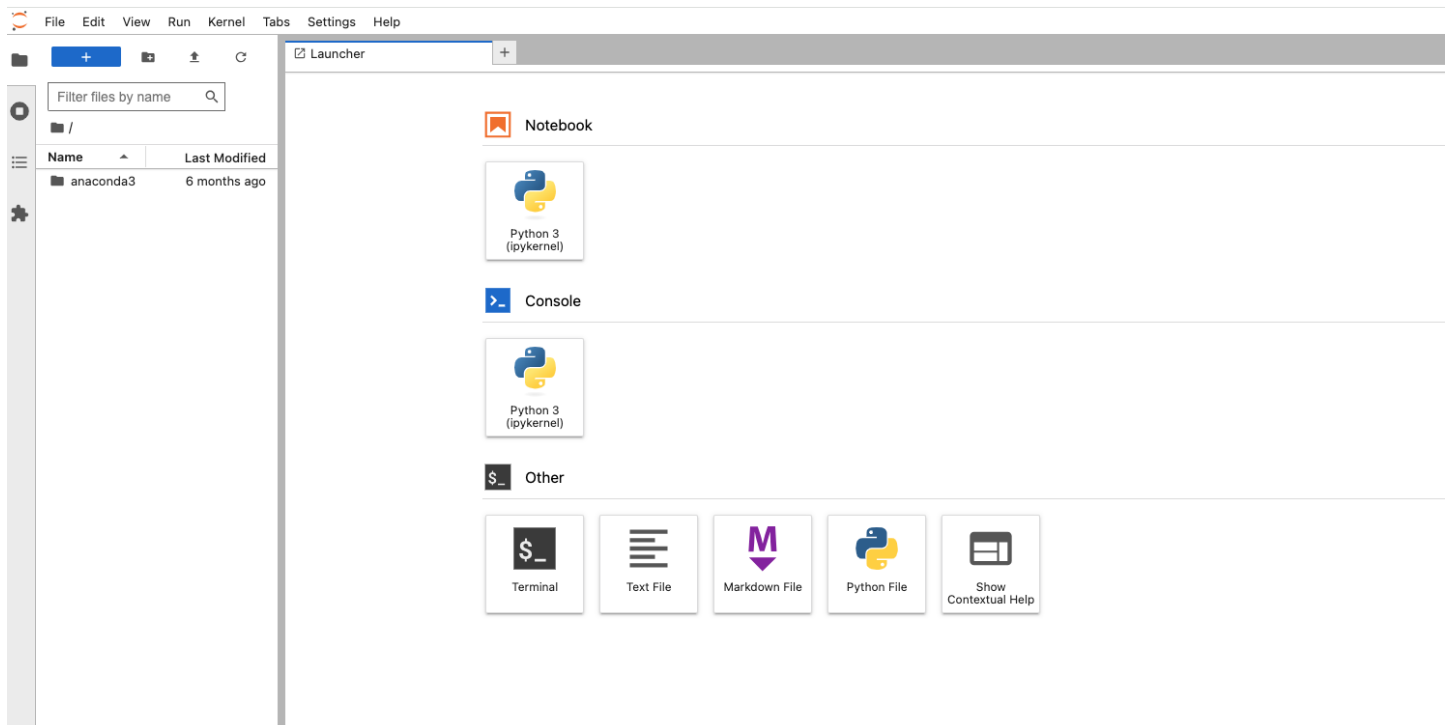 File Edit View Run Kernel Tabs Settings Help
+
Launcher
+
Filter files by name
/
Name Last Modified
anaconda3 6 months ago
Notebook
Python 3
(ipykernel)
>_ Console
Python 3
(ipykernel)
$_ Other
$_
Terminal
Text File
M
Markdown File
Python File
Show
Contextual Help